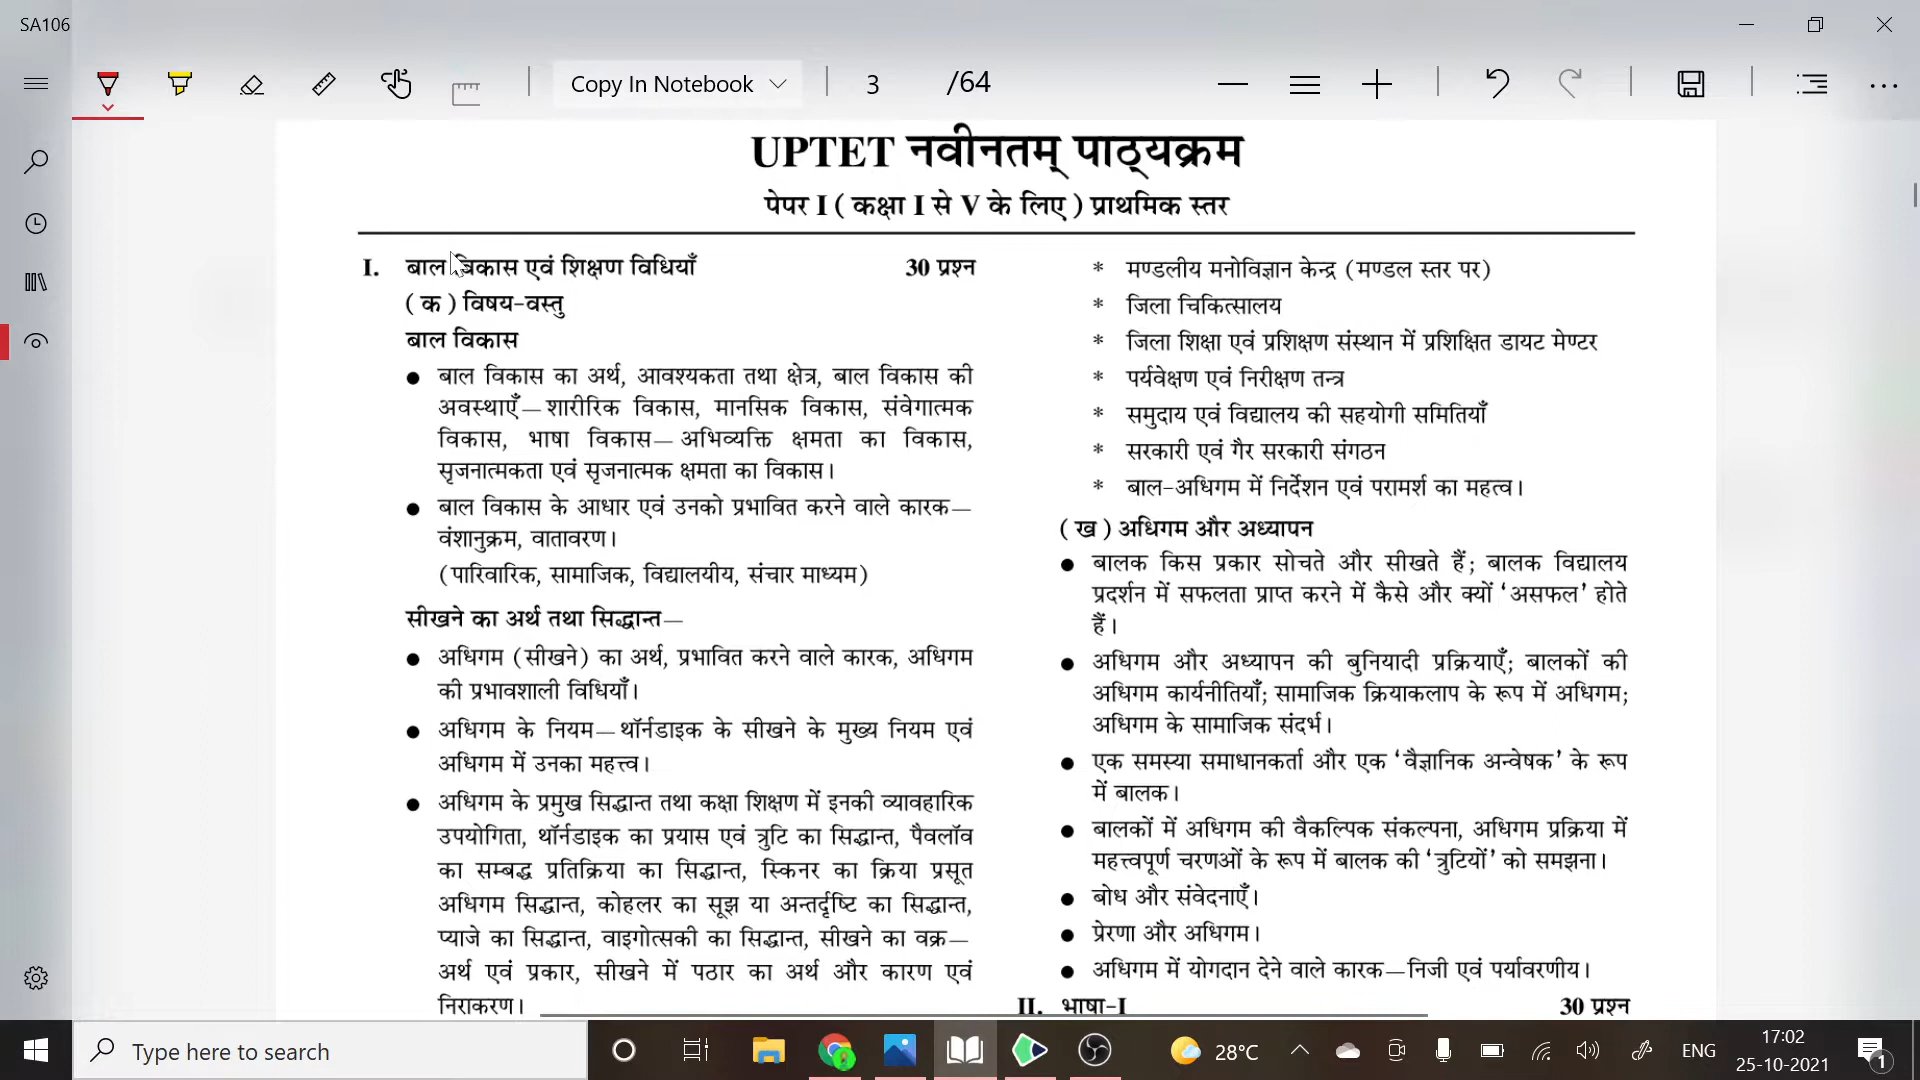 SA106
Copy In Notebook
3 /64
UPTET नवीनतम् पाठ्यक्रम
पेपर I ( कक्षा I से V के लिए ) प्राथमिक स्तर
I. बाल विकास एवं शिक्षण विधियाँ 30 प्रश्न
( क ) विषय-वस्तु
बाल विकास
● बाल विकास का अर्थ, आवश्यकता तथा क्षेत्र, बाल विकास की
अवस्थाएँ—शारीरिक विकास, मानसिक विकास, संवेगात्मक
विकास, भाषा विकास—अभिव्यक्ति क्षमता का विकास,
सृजनात्मकता एवं सृजनात्मक क्षमता का विकास।
● बाल विकास के आधार एवं उनको प्रभावित करने वाले कारक—
वंशानुक्रम, वातावरण।
(पारिवारिक, सामाजिक, विद्यालयीय, संचार माध्यम)
सीखने का अर्थ तथा सिद्धान्त—
● अधिगम (सीखने) का अर्थ, प्रभावित करने वाले कारक, अधिगम
की प्रभावशाली विधियाँ।
● अधिगम के नियम—थॉर्नडाइक के सीखने के मुख्य नियम एवं
अधिगम में उनका महत्त्व।
● अधिगम के प्रमुख सिद्धान्त तथा कक्षा शिक्षण में इनकी व्यावहारिक
उपयोगिता, थॉर्नडाइक का प्रयास एवं त्रुटि का सिद्धान्त, पैवलॉव
का सम्बद्ध प्रतिक्रिया का सिद्धान्त, स्किनर का क्रिया प्रसूत
अधिगम सिद्धान्त, कोहलर का सूझ या अन्तर्दृष्टि का सिद्धान्त,
प्याजे का सिद्धान्त, वाइगोत्सकी का सिद्धान्त, सीखने का वक्र—
अर्थ एवं प्रकार, सीखने में पठार का अर्थ और कारण एवं
निराकरण।
* मण्डलीय मनोविज्ञान केन्द्र (मण्डल स्तर पर)
* जिला चिकित्सालय
* जिला शिक्षा एवं प्रशिक्षण संस्थान में प्रशिक्षित डायट मेण्टर
* पर्यवेक्षण एवं निरीक्षण तन्त्र
* समुदाय एवं विद्यालय की सहयोगी समितियाँ
* सरकारी एवं गैर सरकारी संगठन
* बाल-अधिगम में निर्देशन एवं परामर्श का महत्व।
( ख ) अधिगम और अध्यापन
● बालक किस प्रकार सोचते और सीखते हैं; बालक विद्यालय
प्रदर्शन में सफलता प्राप्त करने में कैसे और क्यों ‘असफल’ होते
हैं।
● अधिगम और अध्यापन की बुनियादी प्रक्रियाएँ; बालकों की
अधिगम कार्यनीतियाँ; सामाजिक क्रियाकलाप के रूप में अधिगम;
अधिगम के सामाजिक संदर्भ।
● एक समस्या समाधानकर्ता और एक ‘वैज्ञानिक अन्वेषक’ के रूप
में बालक।
● बालकों में अधिगम की वैकल्पिक संकल्पना, अधिगम प्रक्रिया में
महत्त्वपूर्ण चरणओं के रूप में बालक की ‘त्रुटियों’ को समझना।
● बोध और संवेदनाएँ।
● प्रेरणा और अधिगम।
● अधिगम में योगदान देने वाले कारक—निजी एवं पर्यावरणीय।
II. भाषा-I 30 प्रश्न
Type here to search
28°C
ENG
17:02
25-10-2021
1